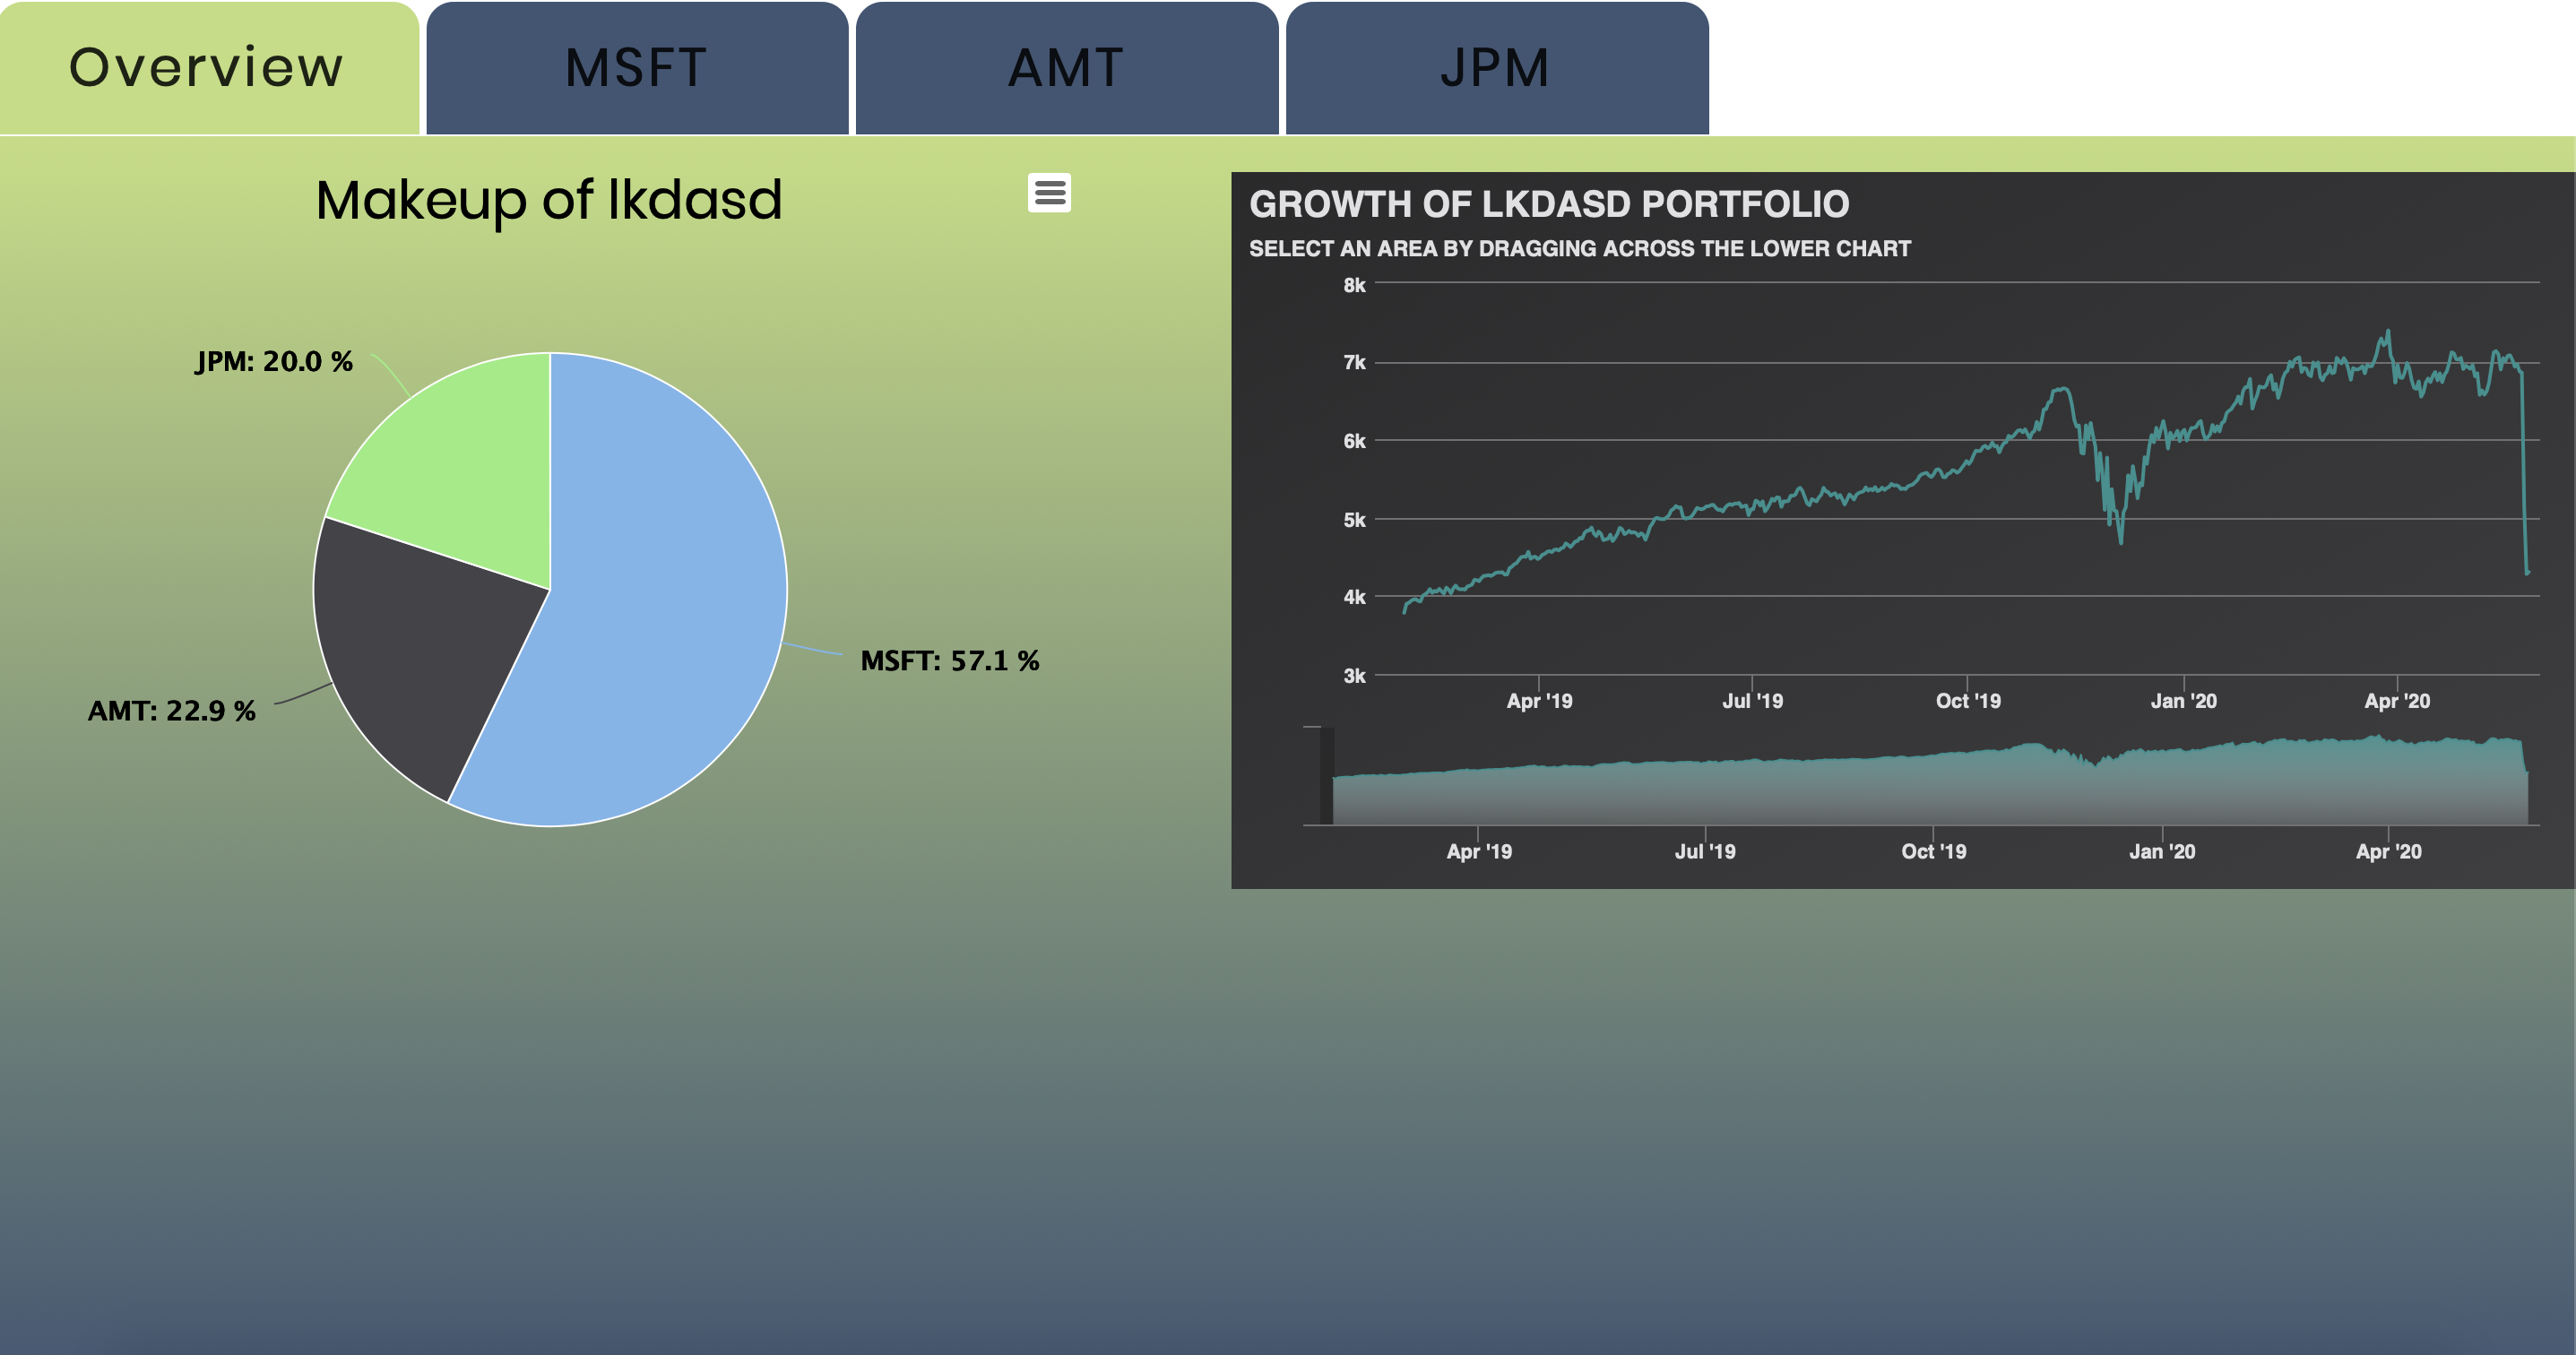 Overview
MSFT
AMT
JPM
Makeup of lkdasd
JPM: 20.0 %
AMT: 22.9 %
MSFT: 57.1 %
GROWTH OF LKDASD PORTFOLIO
SELECT AN AREA BY DRAGGING ACROSS THE LOWER CHART
8k
7k
6k
5k
4k
3k
Apr '19 Jul '19 Oct '19 Jan '20 Apr '20
Apr '19 Jul '19 Oct '19 Jan '20 Apr '20